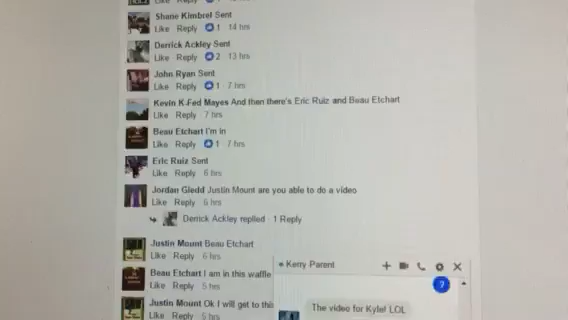 Like Reply 1
Shane Kimbrel Sent
Like Reply 1 14 hrs
Derrick Ackley Sent
Like Reply 2 13 hrs
John Ryan Sent
Like Reply 1 7 hrs
Kevin K-Fed Mayes And then there's Eric Ruiz and Beau Etchart
Like Reply 7 hrs
Beau Etchart I'm in
Like Reply 1 7 hrs
Eric Ruiz Sent
Like Reply 6 hrs
Jordan Gledd Justin Mount are you able to do a video
Like Reply 6 hrs
Derrick Ackley replied · 1 Reply
Justin Mount Beau Etchart
Like Reply 6 hrs
Beau Etchart I am in this waffle
Like Reply 5 hrs
Justin Mount Ok I will get to this
Like Reply 5 hrs
Kerry Parent
?
The video for Kyle! LOL